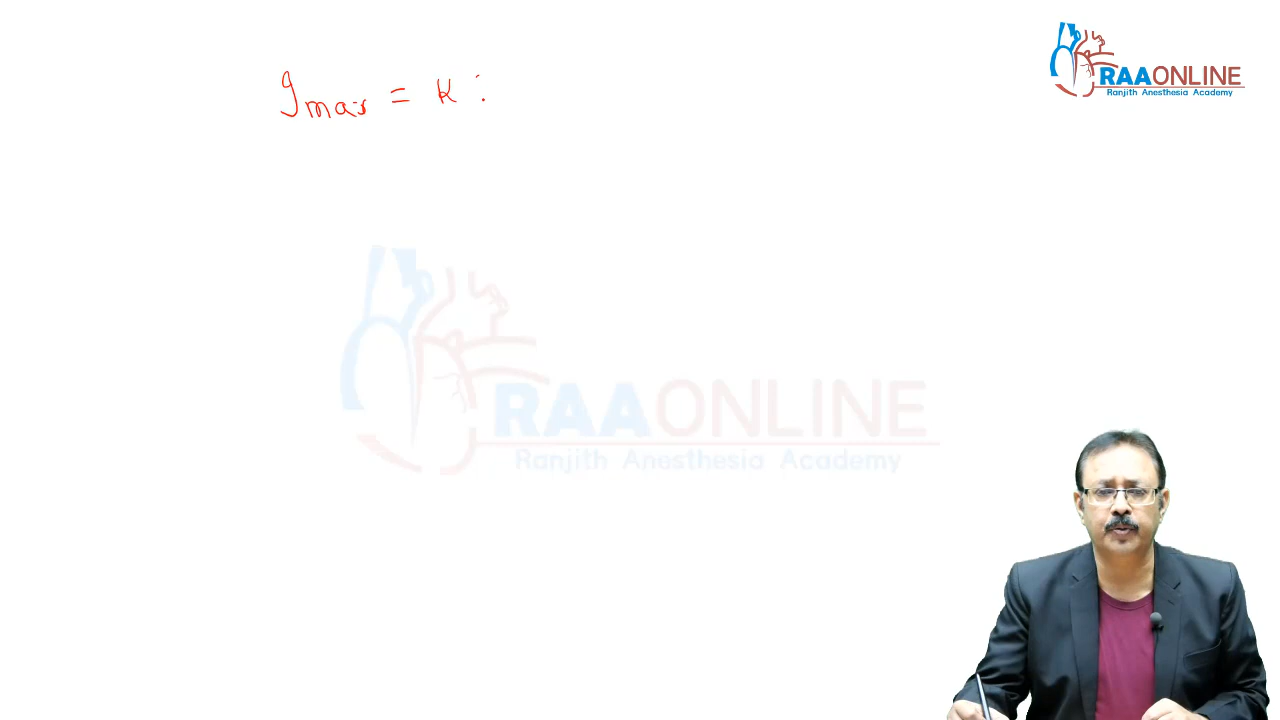 Imax = K :
RAAONLINE
Ranjith Anesthesia Academy
RAAONLINE
Ranjith Anesthesia Academy